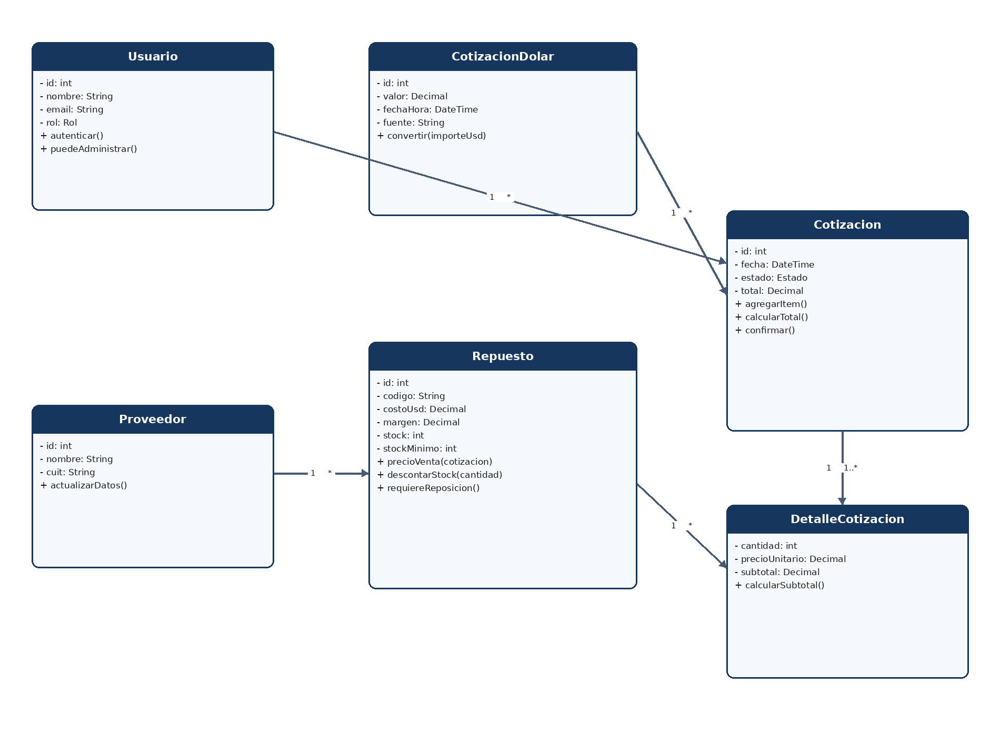 Usuario
- id: int
- nombre: String
- email: String
- rol: Rol
+ autenticar()
+ puedeAdministrar()
CotizacionDolar
- id: int
- valor: Decimal
- fechaHora: DateTime
- fuente: String
+ convertir(importeUsd)
1 *
1 *
Cotizacion
- id: int
- fecha: DateTime
- estado: Estado
- total: Decimal
+ agregarItem()
+ calcularTotal()
+ confirmar()
Proveedor
- id: int
- nombre: String
- cuit: String
+ actualizarDatos()
1 *
Repuesto
- id: int
- codigo: String
- costoUsd: Decimal
- margen: Decimal
- stock: int
- stockMinimo: int
+ precioVenta(cotizacion)
+ descontarStock(cantidad)
+ requiereReposicion()
1 *
1 1..*
DetalleCotizacion
- cantidad: int
- precioUnitario: Decimal
- subtotal: Decimal
+ calcularSubtotal()